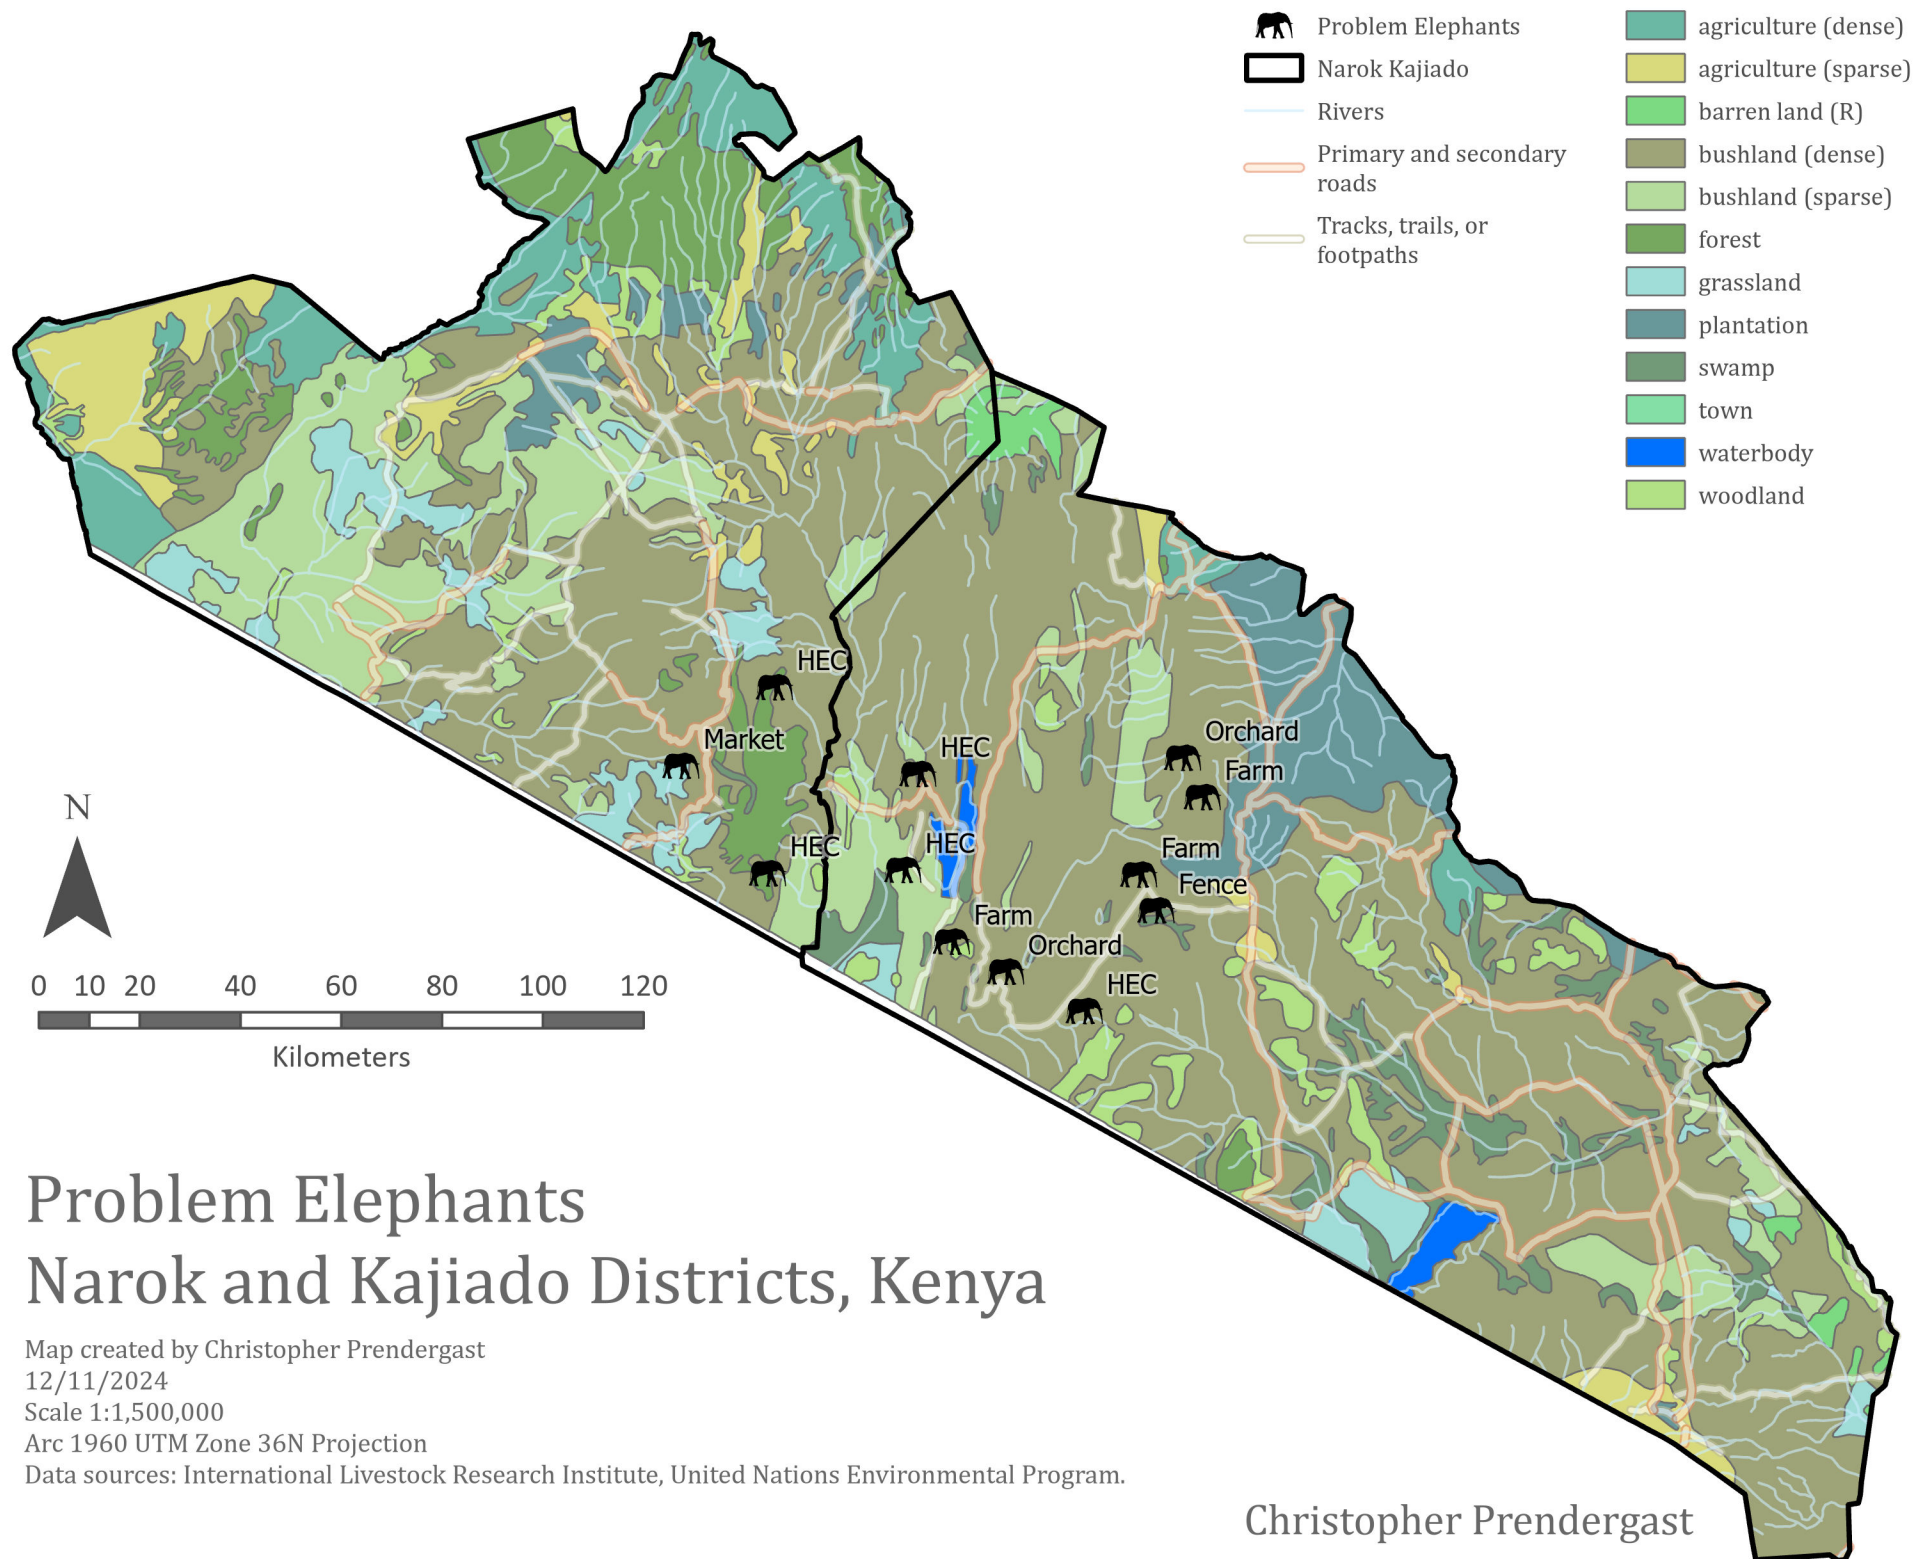 Problem Elephants
Narok Kajiado
Rivers
Primary and secondary
roads
Tracks, trails, or
footpaths
agriculture (dense)
agriculture (sparse)
barren land (R)
bushland (dense)
bushland (sparse)
forest
grassland
plantation
swamp
town
waterbody
woodland
HEC
Market
HEC
Orchard
Farm
HEC
HEC
Farm
Fence
Farm
Orchard
HEC
N
0 10 20 40 60 80 100 120
Kilometers
Problem Elephants
Narok and Kajiado Districts, Kenya
Map created by Christopher Prendergast
12/11/2024
Scale 1:1,500,000
Arc 1960 UTM Zone 36N Projection
Data sources: International Livestock Research Institute, United Nations Environmental Program.
Christopher Prendergast